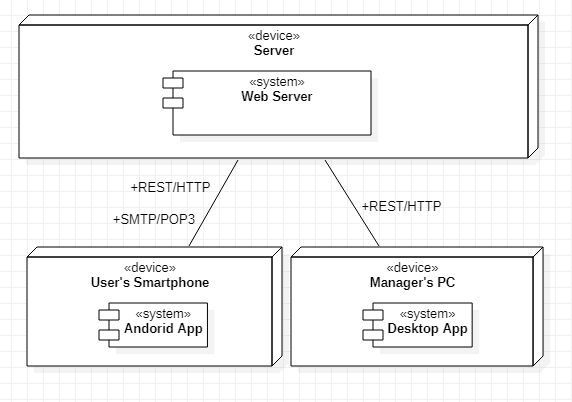 «device»
Server
«system»
Web Server
+REST/HTTP
+SMTP/POP3
+REST/HTTP
«device»
User's Smartphone
«system»
Andorid App
«device»
Manager's PC
«system»
Desktop App